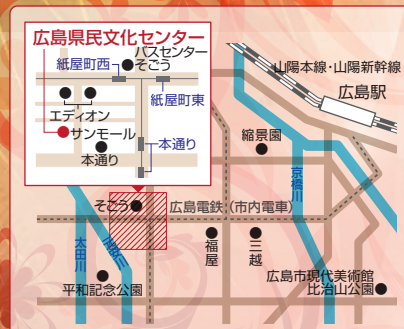 広島県民文化センター
バスセンター
紙屋町西
そごう
紙屋町東
エディオン
サンモール
本通り
本通り
山陽本線・山陽新幹線
広島駅
縮景園
京橋川
そごう
広島電鉄（市内電車）
太田川
元安川
福屋
三越
平和記念公園
広島市現代美術館
比治山公園